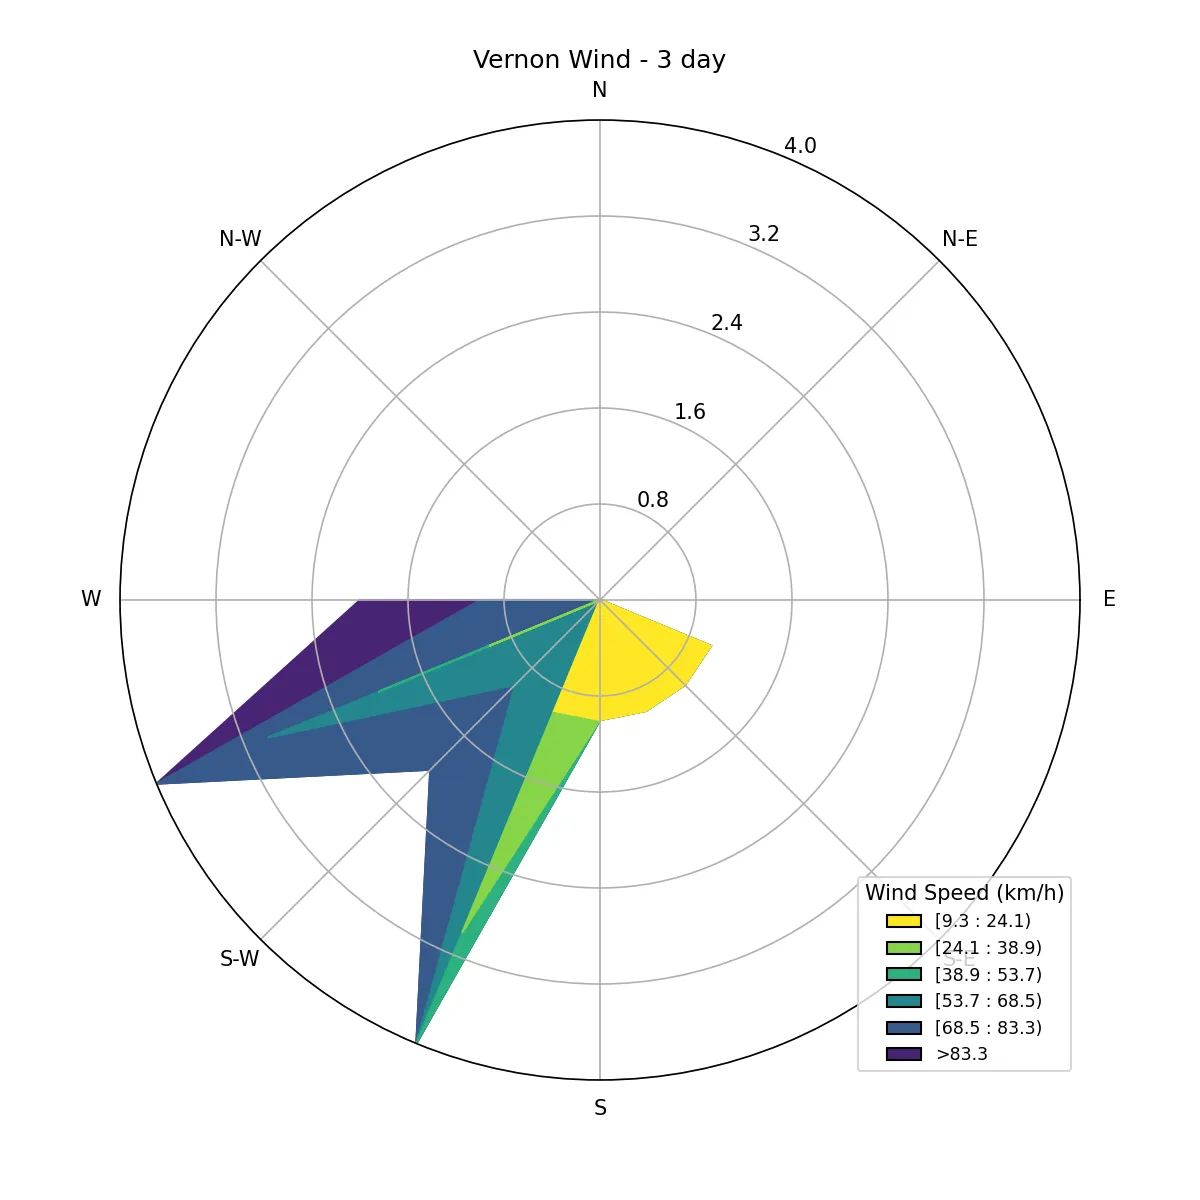 Vernon Wind - 3 day
N
4.0
N-W
3.2
N-E
2.4
1.6
0.8
W
E
Wind Speed (km/h)
[9.3 : 24.1)
[24.1 : 38.9)
S-W
S-E
[38.9 : 53.7)
[53.7 : 68.5)
[68.5 : 83.3)
>83.3
S